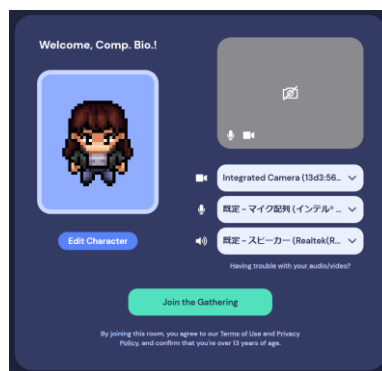 Welcome, Comp. Bio.!
Integrated Camera (13d3:56...
既定 - マイク配列 (インテル® ...
Edit Character
既定 - スピーカー (Realtek(R...
Having trouble with your audio/video?
Join the Gathering
By joining this room, you agree to our Terms of Use and Privacy
Policy, and confirm that you're over 13 years of age.